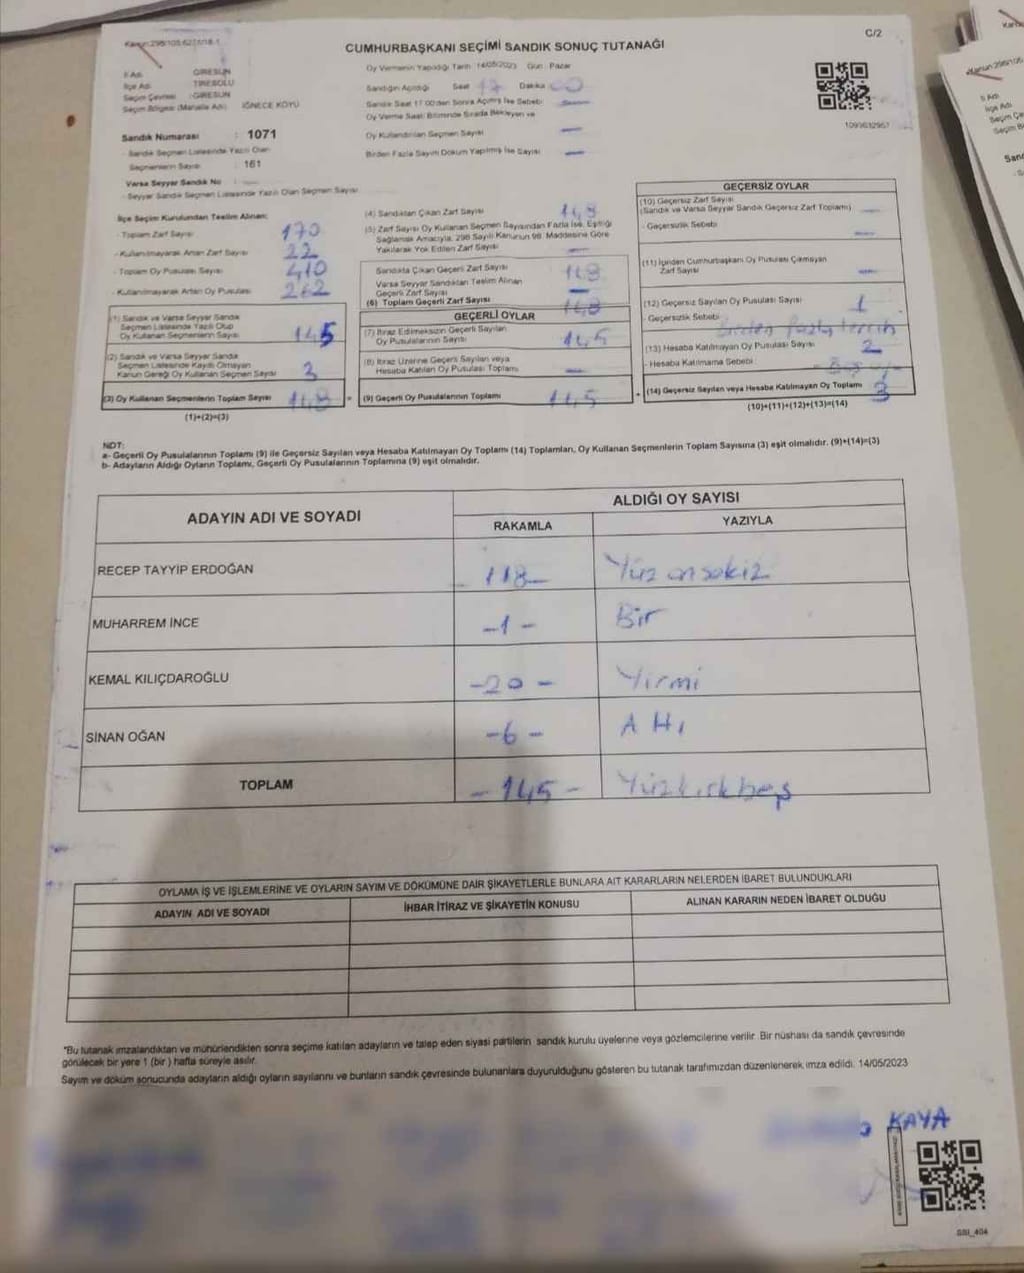 Kanun:298/105
C/2
CUMHURBAŞKANI SEÇİMİ SANDIK SONUÇ TUTANAĞI
İl Adı : GİRESUN
İlçe Adı : TİREBOLU
Seçim Çevresi : GİRESUN
Seçim Bölgesi (Mahalle Adı) : İĞNECE KÖYÜ
Sandık Numarası : 1071
- Sandık Seçmen Listesinde Yazılı Olan
Seçmenlerin Sayısı : 161
Varsa Seyyar Sandık No :
- Seyyar Sandık Seçmen Listesinde Yazılı Olan Seçmen Sayısı
Oy Vermenin Yapıldığı Tarih : 14/05/2023 Gün : Pazar
Sandığın Açıldığı Saat 17 Dakika 00
Sandık Saat 17:00'den Sonra Açılmış İse Sebebi
Oy Verme Saati Bitiminde Sırada Bekleyen ve
Oy Kullandırılan Seçmen Sayısı —
Birden Fazla Sayım Döküm Yapılmış İse Sayısı —
1093632957
İlçe Seçim Kurulundan Teslim Alınan:
- Toplam Zarf Sayısı 170
- Kullanılmayarak Artan Zarf Sayısı 22
- Toplam Oy Pusulası Sayısı 410
- Kullanılmayarak Artan Oy Pusulası 262
(1) Sandık ve Varsa Seyyar Sandık
Seçmen Listesinde Yazılı Olup
Oy Kullanan Seçmenlerin Sayısı 145
(2) Sandık ve Varsa Seyyar Sandık
Seçmen Listesinde Kayıtlı Olmayan
Kanun Gereği Oy Kullanan Seçmen Sayısı 3
(3) Oy Kullanan Seçmenlerin Toplam Sayısı 148
(1)+(2)=(3)
(4) Sandıktan Çıkan Zarf Sayısı 148
(5) Zarf Sayısı Oy Kullanan Seçmen Sayısından Fazla İse, Eşitliği
Sağlamak Amacıyla, 298 Sayılı Kanunun 98. Maddesine Göre
Yakılarak Yok Edilen Zarf Sayısı —
Sandıkta Çıkan Geçerli Zarf Sayısı 148
Varsa Seyyar Sandıktan Teslim Alınan
Geçerli Zarf Sayısı —
(6) Toplam Geçerli Zarf Sayısı 148
GEÇERLİ OYLAR
(7) İtiraz Edilmeksizin Geçerli Sayılan
Oy Pusulalarının Sayısı 145
(8) İtiraz Üzerine Geçerli Sayılan veya
Hesaba Katılan Oy Pusulası Toplamı —
(9) Geçerli Oy Pusulalarının Toplamı 145
GEÇERSİZ OYLAR
(10) Geçersiz Zarf Sayısı
(Sandık ve Varsa Seyyar Sandık Geçersiz Zarf Toplamı) —
- Geçersizlik Sebebi —
(11) İçinden Cumhurbaşkanı Oy Pusulası Çıkmayan
Zarf Sayısı —
(12) Geçersiz Sayılan Oy Pusulası Sayısı 1
- Geçersizlik Sebebi birden fazla tercih
(13) Hesaba Katılmayan Oy Pusulası Sayısı 2
- Hesaba Katılmama Sebebi
(14) Geçersiz Sayılan veya Hesaba Katılmayan Oy Toplamı 3
(10)+(11)+(12)+(13)=(14)
NOT:
a- Geçerli Oy Pusulalarının Toplamı (9) ile Geçersiz Sayılan veya Hesaba Katılmayan Oy Toplamı (14) Toplamları, Oy Kullanan Seçmenlerin Toplam Sayısına (3) eşit olmalıdır. (9)+(14)=(3)
b- Adayların Aldığı Oyların Toplamı, Geçerli Oy Pusulalarının Toplamına (9) eşit olmalıdır.
ADAYIN ADI VE SOYADI
ALDIĞI OY SAYISI
RAKAMLA YAZIYLA
RECEP TAYYİP ERDOĞAN 118 Yüz onsekiz
MUHARREM İNCE -1- Bir
KEMAL KILIÇDAROĞLU -20- Yirmi
SİNAN OĞAN -6- Altı
TOPLAM -145- Yüzkırkbeş
OYLAMA İŞ VE İŞLEMLERİNE VE OYLARIN SAYIM VE DÖKÜMÜNE DAİR ŞİKAYETLERLE BUNLARA AİT KARARLARIN NELERDEN İBARET BULUNDUKLARI
ADAYIN ADI VE SOYADI İHBAR İTİRAZ VE ŞİKAYETİN KONUSU ALINAN KARARIN NEDEN İBARET OLDUĞU
*Bu tutanak imzalandıktan ve mühürlendikten sonra seçime katılan adayların ve talep eden siyasi partilerin sandık kurulu üyelerine veya gözlemcilerine verilir. Bir nüshası da sandık çevresinde
görülecek bir yere 1 (bir) hafta süreyle asılır.
Sayım ve döküm sonucunda adayların aldığı oyların sayılarını ve bunların sandık çevresinde bulunanlara duyurulduğunu gösteren bu tutanak tarafımızdan düzenlenerek imza edildi. 14/05/2023
KAYA
GSI_404